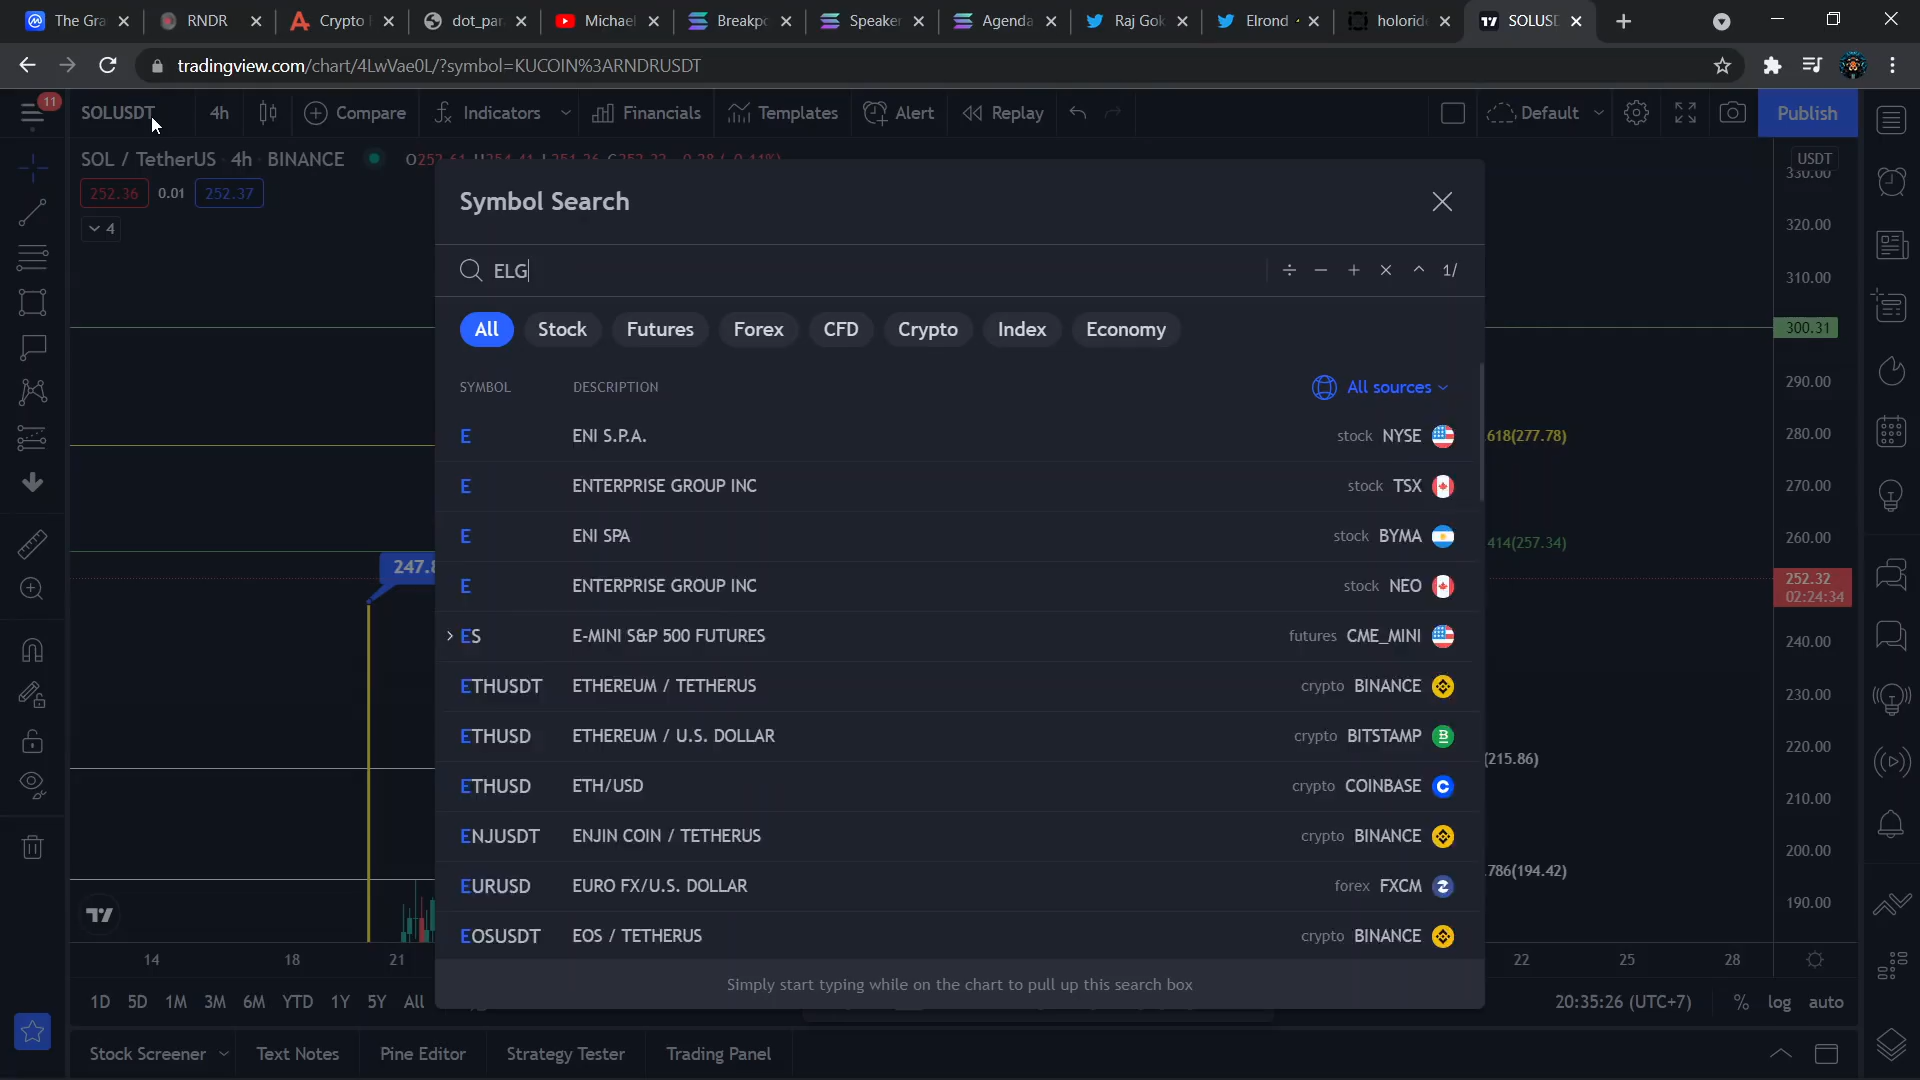 The Gra
RNDR
Crypto
dot_par
Michae
Breakpo
Speaker
Agenda
Raj Gok
Elrond
holoride
SOLUSD
tradingview.com/chart/4LwVae0L/?symbol=KUCOIN%3ARNDRUSDT
11
SOLUSDT
4h
Compare
Indicators
Financials
Templates
Alert
Replay
Default
Publish
SOL / TetherUS · 4h · BINANCE
252.36
0.01
252.37
4
USDT
Symbol Search
ELG
÷ − + × ^ 1/
All
Stock
Futures
Forex
CFD
Crypto
Index
Economy
SYMBOL
DESCRIPTION
All sources
E ENI S.P.A. stock NYSE
E ENTERPRISE GROUP INC stock TSX
E ENI SPA stock BYMA
E ENTERPRISE GROUP INC stock NEO
ES E-MINI S&P 500 FUTURES futures CME_MINI
ETHUSDT ETHEREUM / TETHERUS crypto BINANCE
ETHUSD ETHEREUM / U.S. DOLLAR crypto BITSTAMP
ETHUSD ETH/USD crypto COINBASE
ENJUSDT ENJIN COIN / TETHERUS crypto BINANCE
EURUSD EURO FX/U.S. DOLLAR forex FXCM
EOSUSDT EOS / TETHERUS crypto BINANCE
Simply start typing while on the chart to pull up this search box
247.8
618(277.78)
414(257.34)
(215.86)
.786(194.42)
330.00
320.00
310.00
300.31
290.00
280.00
270.00
260.00
252.32
02:24:34
240.00
230.00
220.00
210.00
200.00
190.00
14
18
21
22
25
28
1D 5D 1M 3M 6M YTD 1Y 5Y All
20:35:26 (UTC+7)
% log auto
Stock Screener
Text Notes
Pine Editor
Strategy Tester
Trading Panel